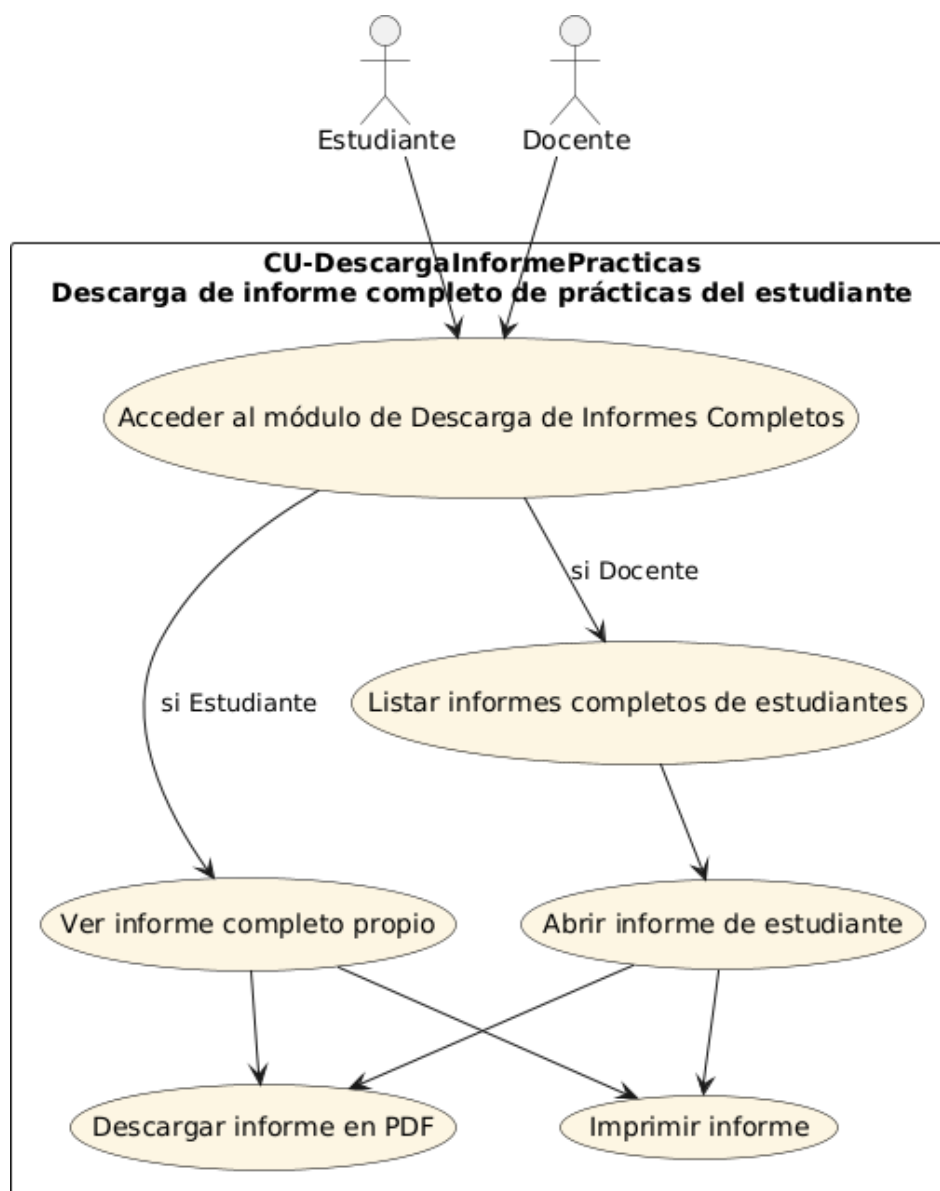 Estudiante
Docente
CU-DescargaInformePracticas
Descarga de informe completo de prácticas del estudiante
Acceder al módulo de Descarga de Informes Completos
si Docente
si Estudiante
Listar informes completos de estudiantes
Ver informe completo propio
Abrir informe de estudiante
Descargar informe en PDF
Imprimir informe